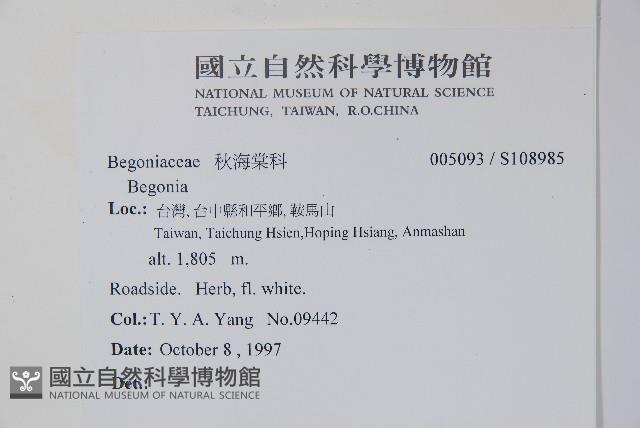 國立自然科學博物館
NATIONAL MUSEUM OF NATURAL SCIENCE
TAICHUNG, TAIWAN, R.O.CHINA
Begoniaceae 秋海棠科 005093 / S108985
Begonia
Loc.: 台灣, 台中縣和平鄉, 鞍馬山
Taiwan, Taichung Hsien,Hoping Hsiang, Anmashan
alt. 1,805 m.
Roadside. Herb, fl. white.
Col.: T. Y. A. Yang No.09442
Date: October 8 , 1997
Det.:
國立自然科學博物館
NATIONAL MUSEUM OF NATURAL SCIENCE